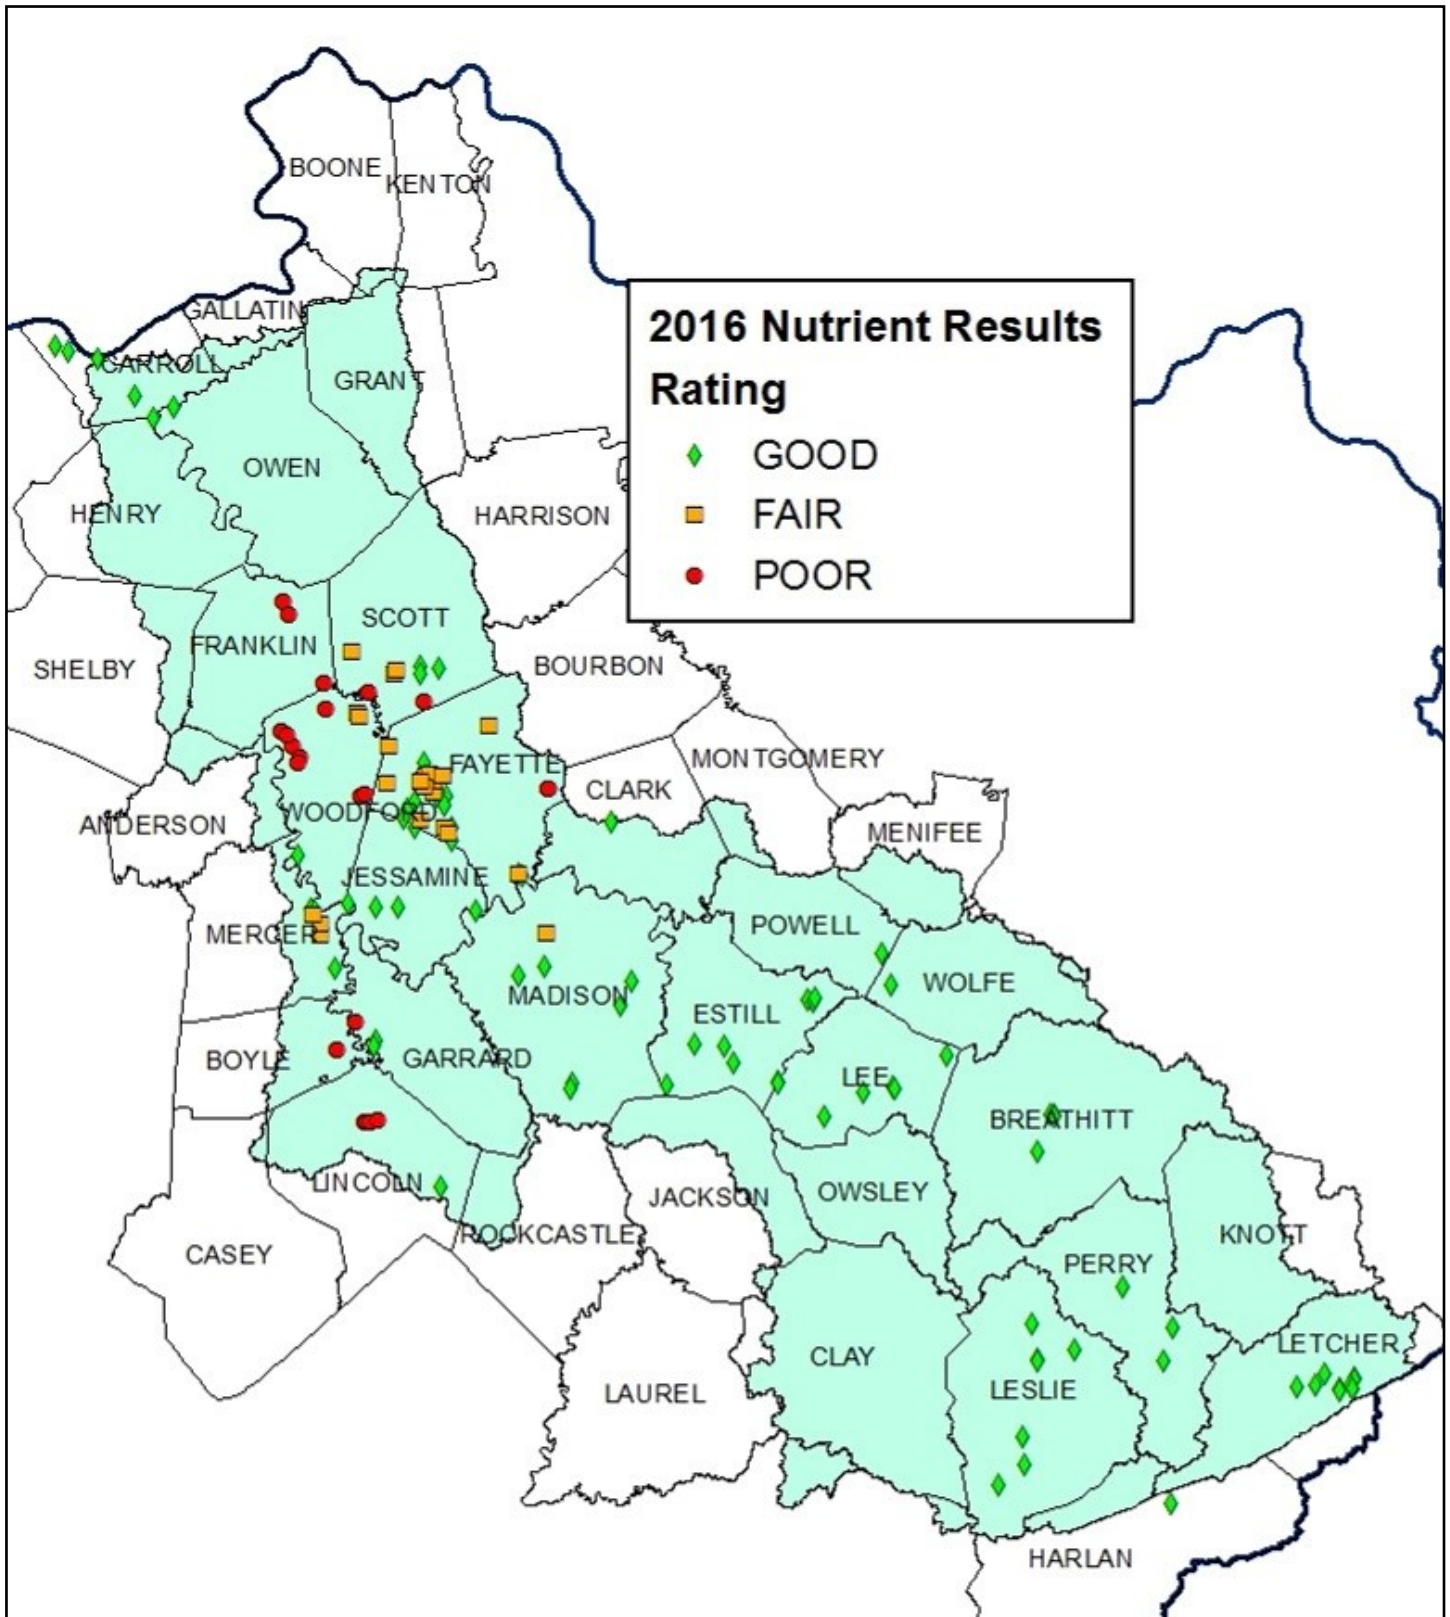 BOONE
KENTON
GALLATIN
2016 Nutrient Results
Rating
GOOD
FAIR
POOR
CARROLL
GRANT
OWEN
HENRY
HARRISON
SCOTT
FRANKLIN
SHELBY
BOURBON
MONTGOMERY
FAYETTE
CLARK
WOODFORD
ANDERSON
MENIFEE
JESSAMINE
POWELL
MERCER
WOLFE
MADISON
ESTILL
BOYLE
GARRARD
LEE
BREATHITT
LINCOLN
JACKSON
OWSLEY
ROCKCASTLE
KNOTT
CASEY
PERRY
LETCHER
CLAY
LESLIE
LAUREL
HARLAN